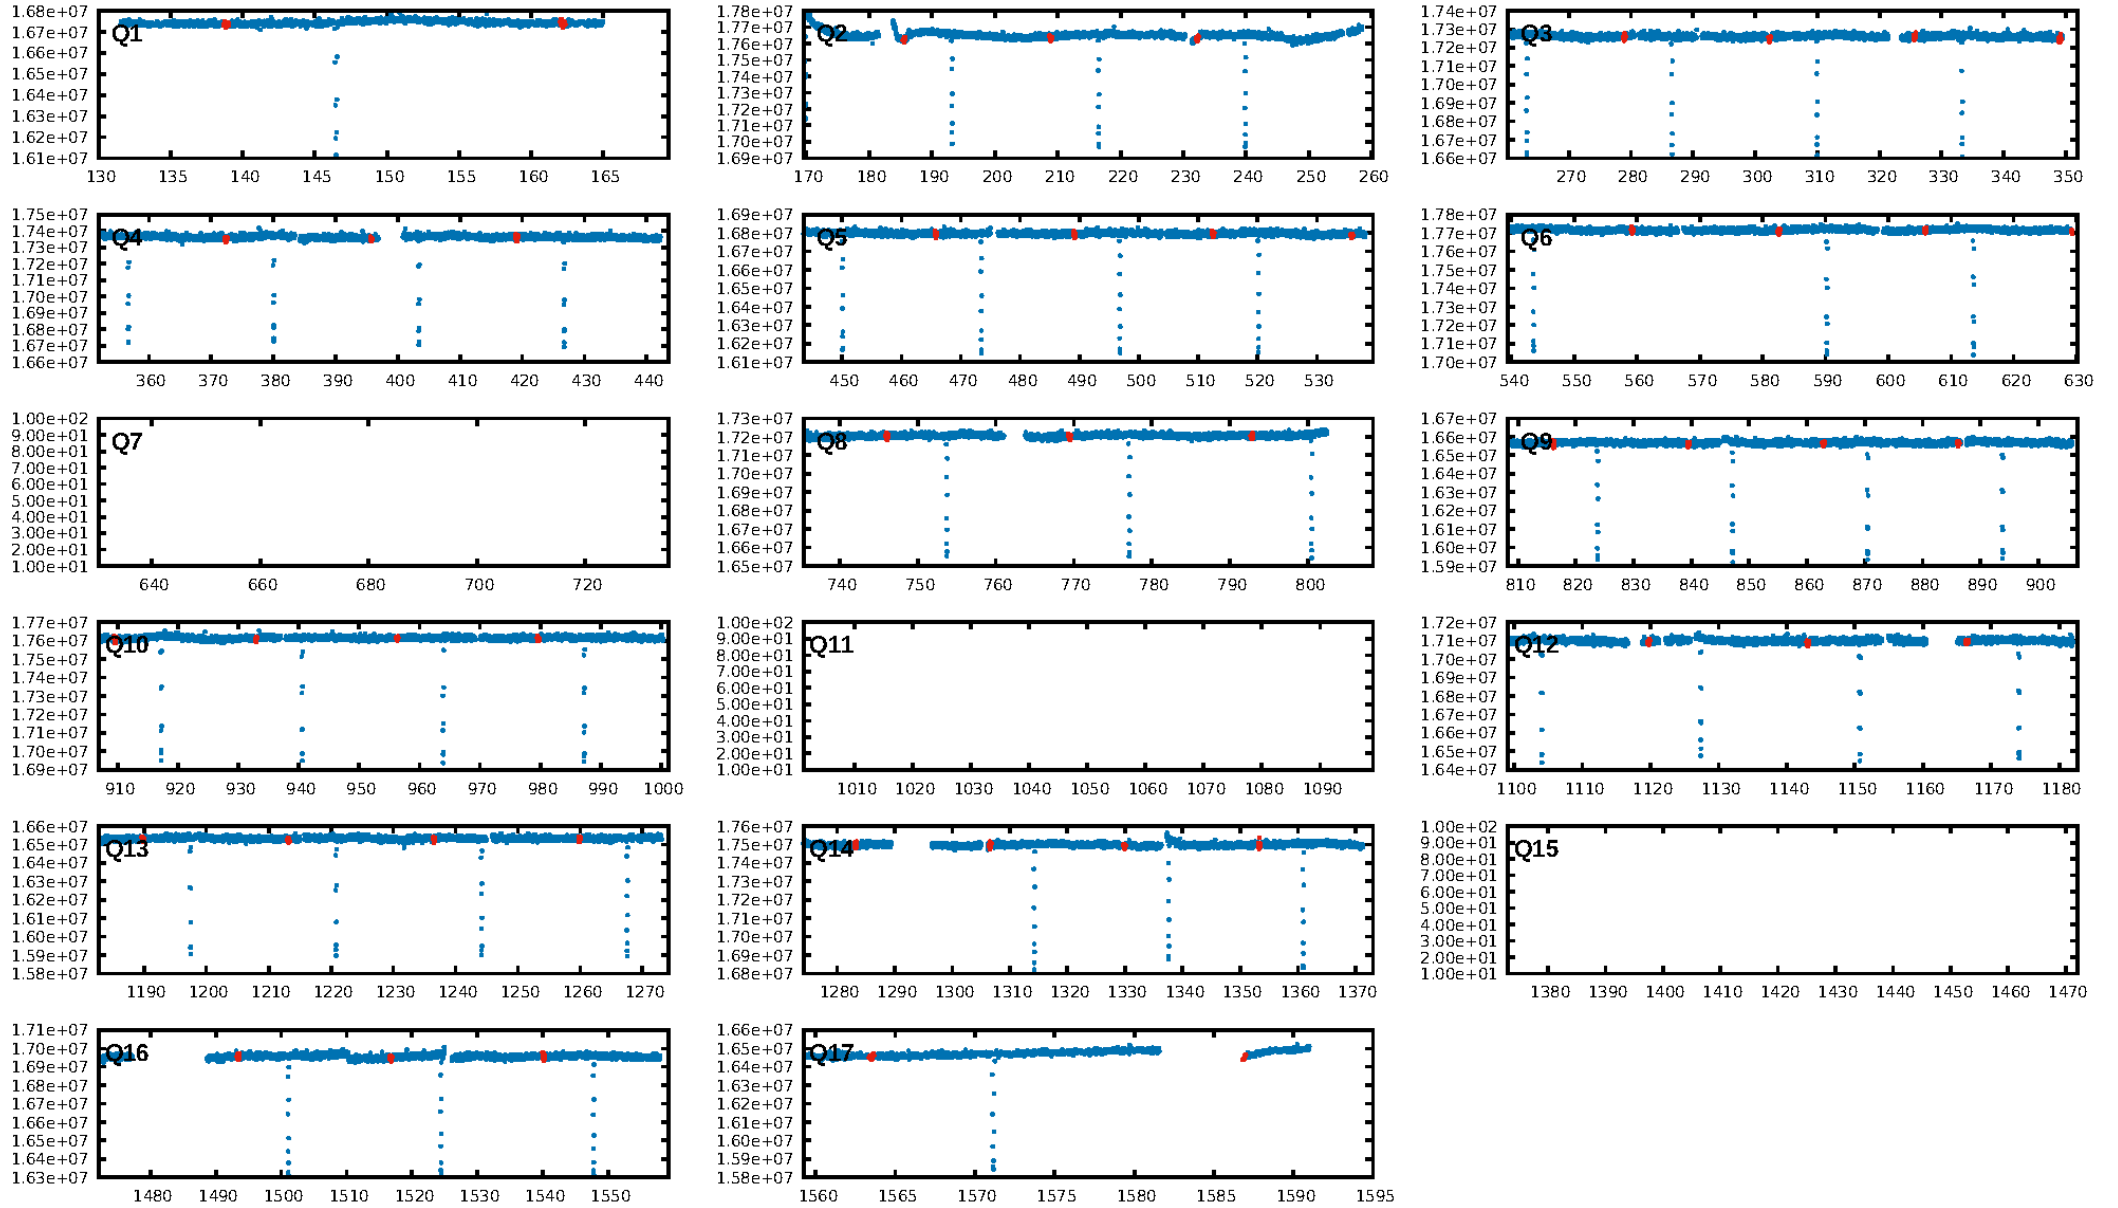 1.68e+07
1.67e+07
1.66e+07
1.65e+07
1.64e+07
1.63e+07
1.62e+07
1.61e+07
Q1
130 135 140 145 150 155 160 165
1.78e+07
1.77e+07
1.76e+07
1.75e+07
1.74e+07
1.73e+07
1.72e+07
1.71e+07
1.70e+07
1.69e+07
Q2
170 180 190 200 210 220 230 240 250 260
1.74e+07
1.73e+07
1.72e+07
1.71e+07
1.70e+07
1.69e+07
1.68e+07
1.67e+07
1.66e+07
Q3
270 280 290 300 310 320 330 340 350
1.75e+07
1.74e+07
1.73e+07
1.72e+07
1.71e+07
1.70e+07
1.69e+07
1.68e+07
1.67e+07
1.66e+07
Q4
360 370 380 390 400 410 420 430 440
1.69e+07
1.68e+07
1.67e+07
1.66e+07
1.65e+07
1.64e+07
1.63e+07
1.62e+07
1.61e+07
Q5
450 460 470 480 490 500 510 520 530
1.78e+07
1.77e+07
1.76e+07
1.75e+07
1.74e+07
1.73e+07
1.72e+07
1.71e+07
1.70e+07
Q6
540 550 560 570 580 590 600 610 620 630
1.00e+02
9.00e+01
8.00e+01
7.00e+01
6.00e+01
5.00e+01
4.00e+01
3.00e+01
2.00e+01
1.00e+01
Q7
640 660 680 700 720
1.73e+07
1.72e+07
1.71e+07
1.70e+07
1.69e+07
1.68e+07
1.67e+07
1.66e+07
1.65e+07
Q8
740 750 760 770 780 790 800
1.67e+07
1.66e+07
1.65e+07
1.64e+07
1.63e+07
1.62e+07
1.61e+07
1.60e+07
1.59e+07
Q9
810 820 830 840 850 860 870 880 890 900
1.77e+07
1.76e+07
1.75e+07
1.74e+07
1.73e+07
1.72e+07
1.71e+07
1.70e+07
1.69e+07
Q10
910 920 930 940 950 960 970 980 990 1000
1.00e+02
9.00e+01
8.00e+01
7.00e+01
6.00e+01
5.00e+01
4.00e+01
3.00e+01
2.00e+01
1.00e+01
Q11
1010 1020 1030 1040 1050 1060 1070 1080 1090
1.72e+07
1.71e+07
1.70e+07
1.69e+07
1.68e+07
1.67e+07
1.66e+07
1.65e+07
1.64e+07
Q12
1100 1110 1120 1130 1140 1150 1160 1170 1180
1.66e+07
1.65e+07
1.64e+07
1.63e+07
1.62e+07
1.61e+07
1.60e+07
1.59e+07
1.58e+07
Q13
1190 1200 1210 1220 1230 1240 1250 1260 1270
1.76e+07
1.75e+07
1.74e+07
1.73e+07
1.72e+07
1.71e+07
1.70e+07
1.69e+07
1.68e+07
Q14
1280 1290 1300 1310 1320 1330 1340 1350 1360 1370
1.00e+02
9.00e+01
8.00e+01
7.00e+01
6.00e+01
5.00e+01
4.00e+01
3.00e+01
2.00e+01
1.00e+01
Q15
1380 1390 1400 1410 1420 1430 1440 1450 1460 1470
1.71e+07
1.70e+07
1.69e+07
1.68e+07
1.67e+07
1.66e+07
1.65e+07
1.64e+07
1.63e+07
Q16
1480 1490 1500 1510 1520 1530 1540 1550
1.66e+07
1.65e+07
1.64e+07
1.63e+07
1.62e+07
1.61e+07
1.60e+07
1.59e+07
1.58e+07
Q17
1560 1565 1570 1575 1580 1585 1590 1595